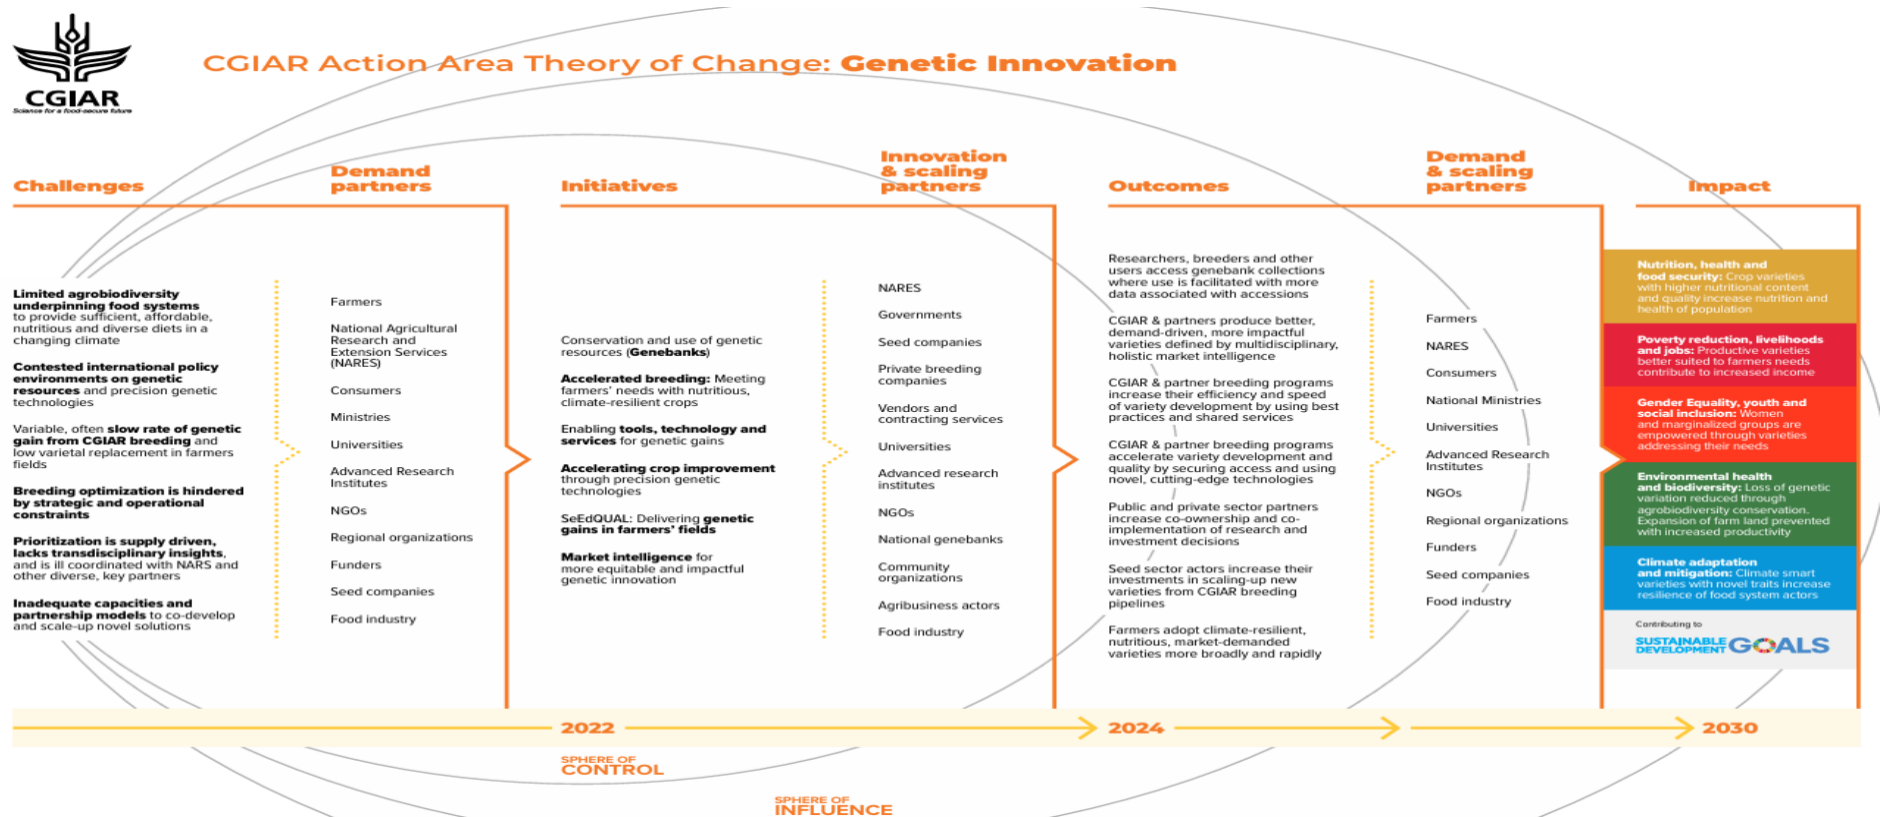 CGIAR
Science for a food-secure future
CGIAR Action Area Theory of Change: Genetic Innovation
Challenges
Limited agrobiodiversity
underpinning food systems
to provide sufficient, affordable,
nutritious and diverse diets in a
changing climate
Contested international policy
environments on genetic
resources and precision genetic
technologies
Variable, often slow rate of genetic
gain from CGIAR breeding and
low varietal replacement in farmers
fields
Breeding optimization is hindered
by strategic and operational
constraints
Prioritization is supply driven,
lacks transdisciplinary insights,
and is ill coordinated with NARS and
other diverse, key partners
Inadequate capacities and
partnership models to co-develop
and scale-up novel solutions
Demand
partners
Farmers
National Agricultural
Research and
Extension Services
(NARES)
Consumers
Ministries
Universities
Advanced Research
Institutes
NGOs
Regional organizations
Funders
Seed companies
Food industry
Initiatives
Conservation and use of genetic
resources (Genebanks)
Accelerated breeding: Meeting
farmers' needs with nutritious,
climate-resilient crops
Enabling tools, technology and
services for genetic gains
Accelerating crop improvement
through precision genetic
technologies
SeEdQUAL: Delivering genetic
gains in farmers' fields
Market intelligence for
more equitable and impactful
genetic innovation
Innovation
& scaling
partners
NARES
Governments
Seed companies
Private breeding
companies
Vendors and
contracting services
Universities
Advanced research
institutes
NGOs
National genebanks
Community
organizations
Agribusiness actors
Food industry
Outcomes
Researchers, breeders and other
users access genebank collections
where use is facilitated with more
data associated with accessions
CGIAR & partners produce better,
demand-driven, more impactful
varieties defined by multidisciplinary,
holistic market intelligence
CGIAR & partner breeding programs
increase their efficiency and speed
of variety development by using best
practices and shared services
CGIAR & partner breeding programs
accelerate variety development and
quality by securing access and using
novel, cutting-edge technologies
Public and private sector partners
increase co-ownership and co-
implementation of research and
investment decisions
Seed sector actors increase their
investments in scaling-up new
varieties from CGIAR breeding
pipelines
Farmers adopt climate-resilient,
nutritious, market-demanded
varieties more broadly and rapidly
Demand
& scaling
partners
Farmers
NARES
Consumers
National Ministries
Universities
Advanced Research
Institutes
NGOs
Regional organizations
Funders
Seed companies
Food industry
Impact
Nutrition, health and
food security: Crop varieties
with higher nutritional content
and quality increase nutrition and
health of population
Poverty reduction, livelihoods
and jobs: Productive varieties
better suited to farmers needs
contribute to increased income
Gender Equality, youth and
social inclusion: Women
and marginalized groups are
empowered through varieties
addressing their needs
Environmental health
and biodiversity: Loss of genetic
variation reduced through
agrobiodiversity conservation.
Expansion of farm land prevented
with increased productivity
Climate adaptation
and mitigation: Climate smart
varieties with novel traits increase
resilience of food system actors
Contributing to
SUSTAINABLE
DEVELOPMENT GOALS
2022
2024
2030
SPHERE OF
CONTROL
SPHERE OF
INFLUENCE